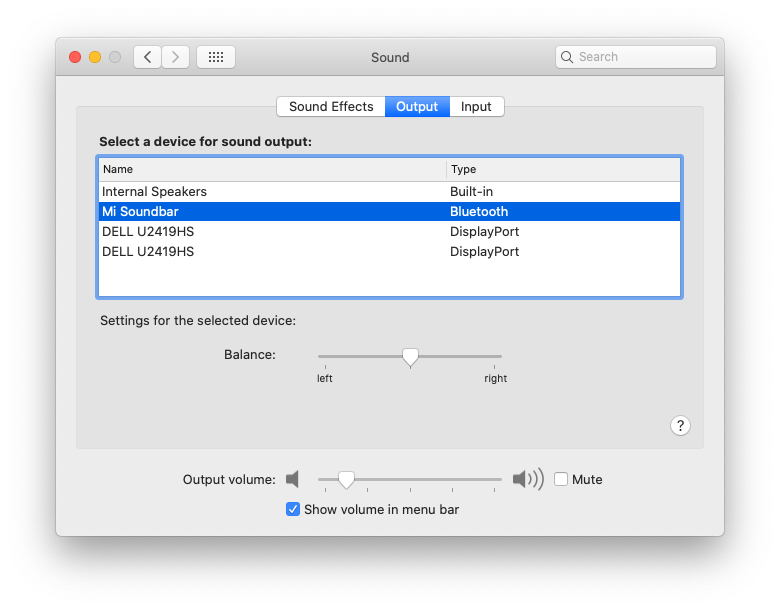 Sound
Search
Sound Effects Output Input
Select a device for sound output:
Name Type
Internal Speakers Built-in
Mi Soundbar Bluetooth
DELL U2419HS DisplayPort
DELL U2419HS DisplayPort
Settings for the selected device:
Balance:
left right
?
Output volume: Mute
Show volume in menu bar